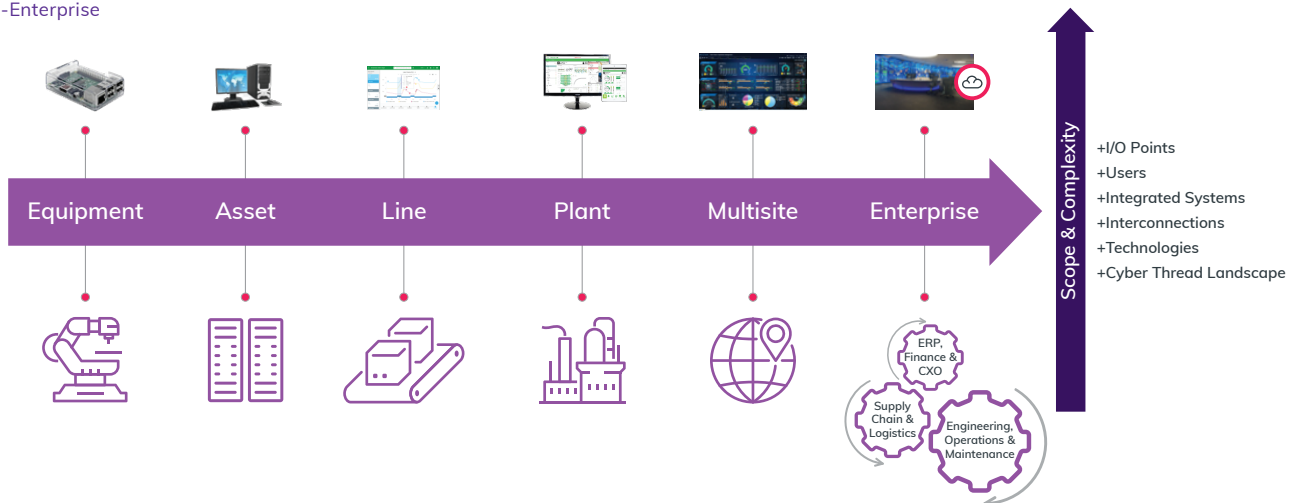 -Enterprise
Equipment
Asset
Line
Plant
Multisite
Enterprise
Scope & Complexity
+I/O Points
+Users
+Integrated Systems
+Interconnections
+Technologies
+Cyber Thread Landscape
ERP,
Finance &
CXO
Supply
Chain &
Logistics
Engineering,
Operations &
Maintenance